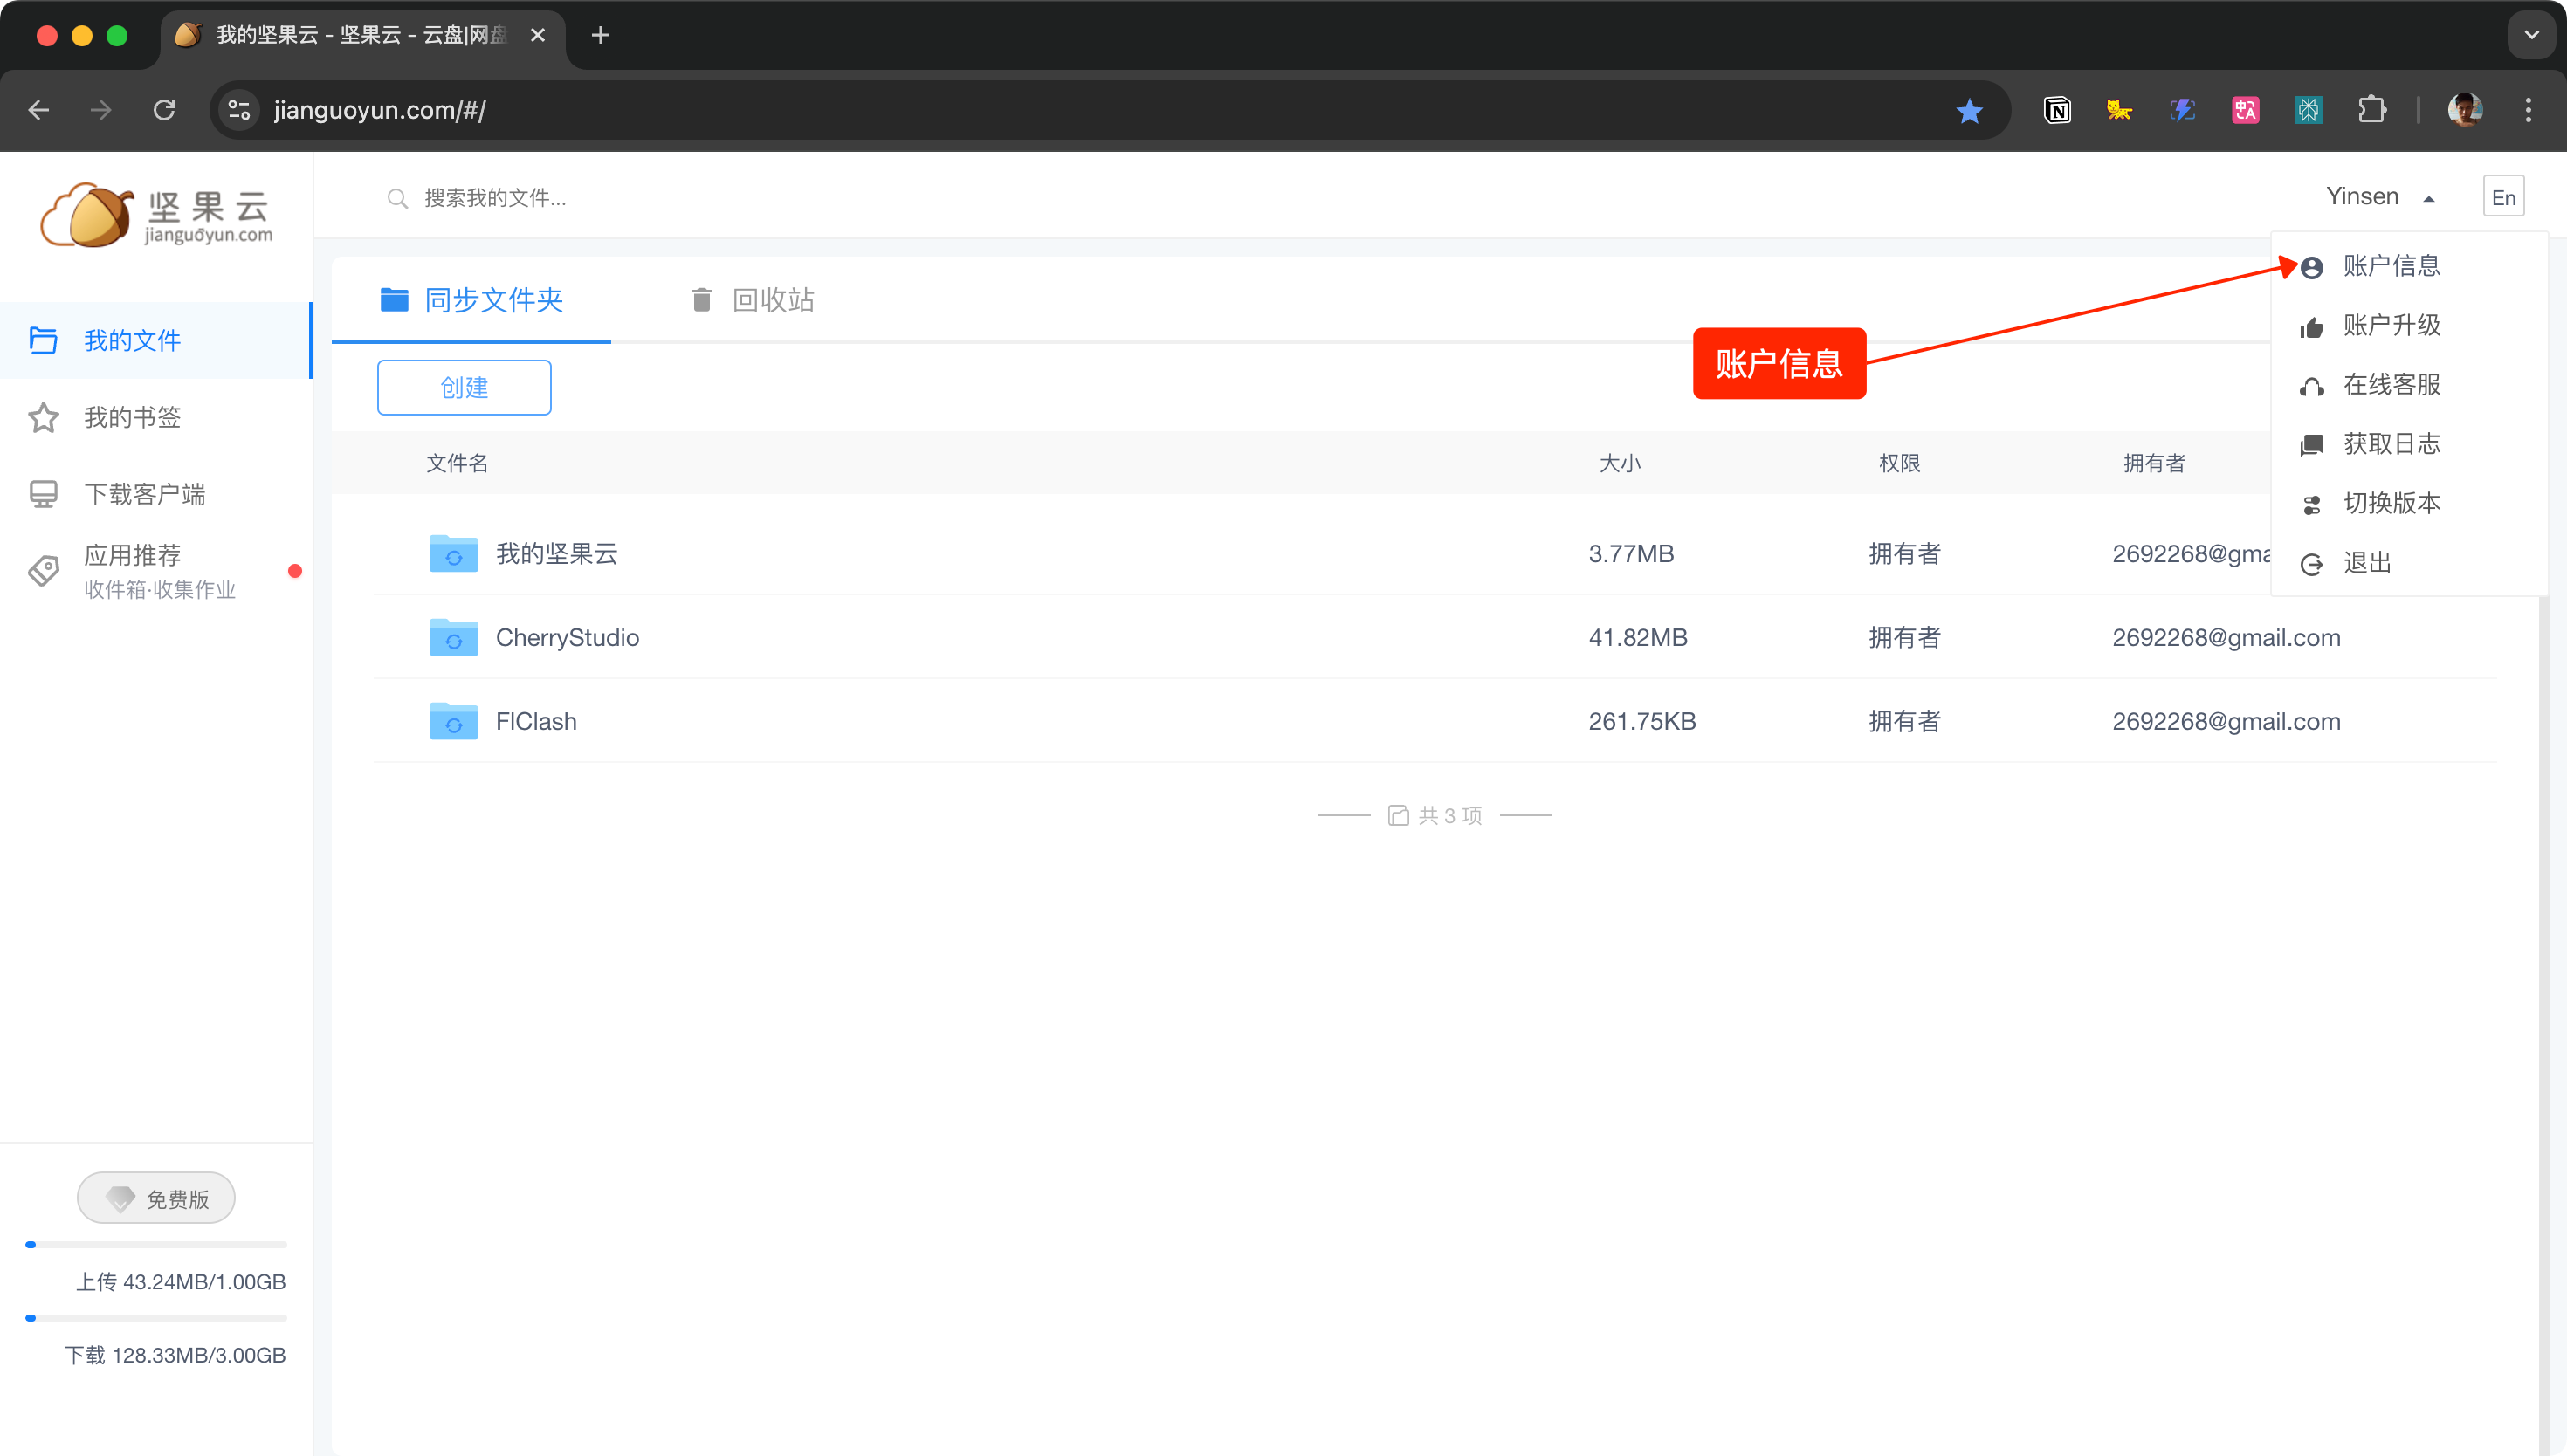 我的坚果云 - 坚果云 - 云盘|网盘
jianguoyun.com/#/
坚果云
jianguoyun.com
搜索我的文件...
Yinsen
En
我的文件
我的书签
下载客户端
应用推荐
收件箱·收集作业
同步文件夹
回收站
创建
账户信息
账户信息
账户升级
在线客服
获取日志
切换版本
退出
文件名 大小 权限 拥有者
我的坚果云 3.77MB 拥有者 2692268@gma
CherryStudio 41.82MB 拥有者 2692268@gmail.com
FlClash 261.75KB 拥有者 2692268@gmail.com
共 3 项
免费版
上传 43.24MB/1.00GB
下载 128.33MB/3.00GB